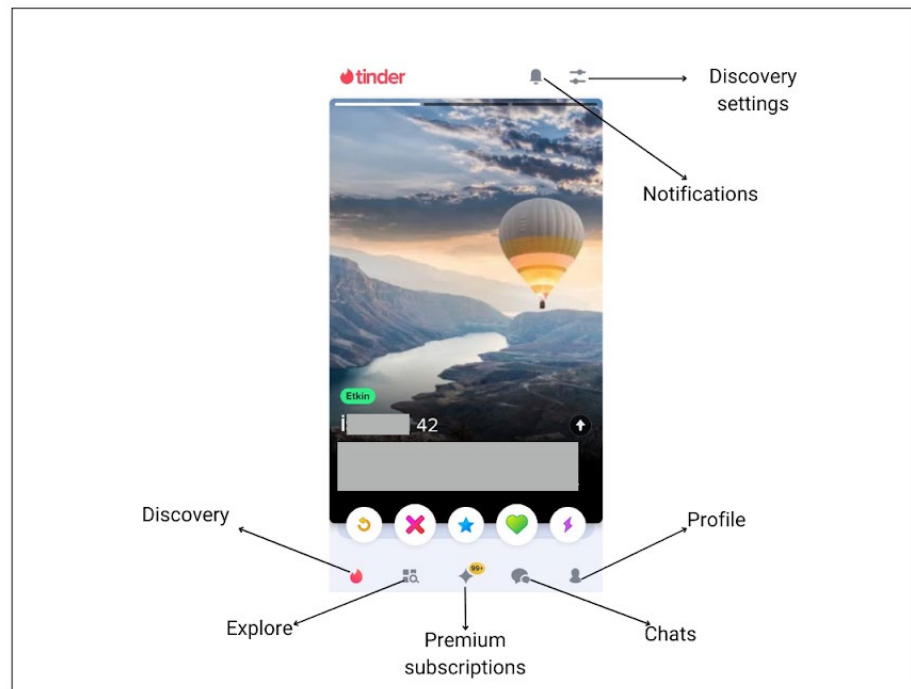 tinder
Discovery
settings
Notifications
Etkin
i 42
Discovery
Profile
99+
Explore
Premium
subscriptions
Chats